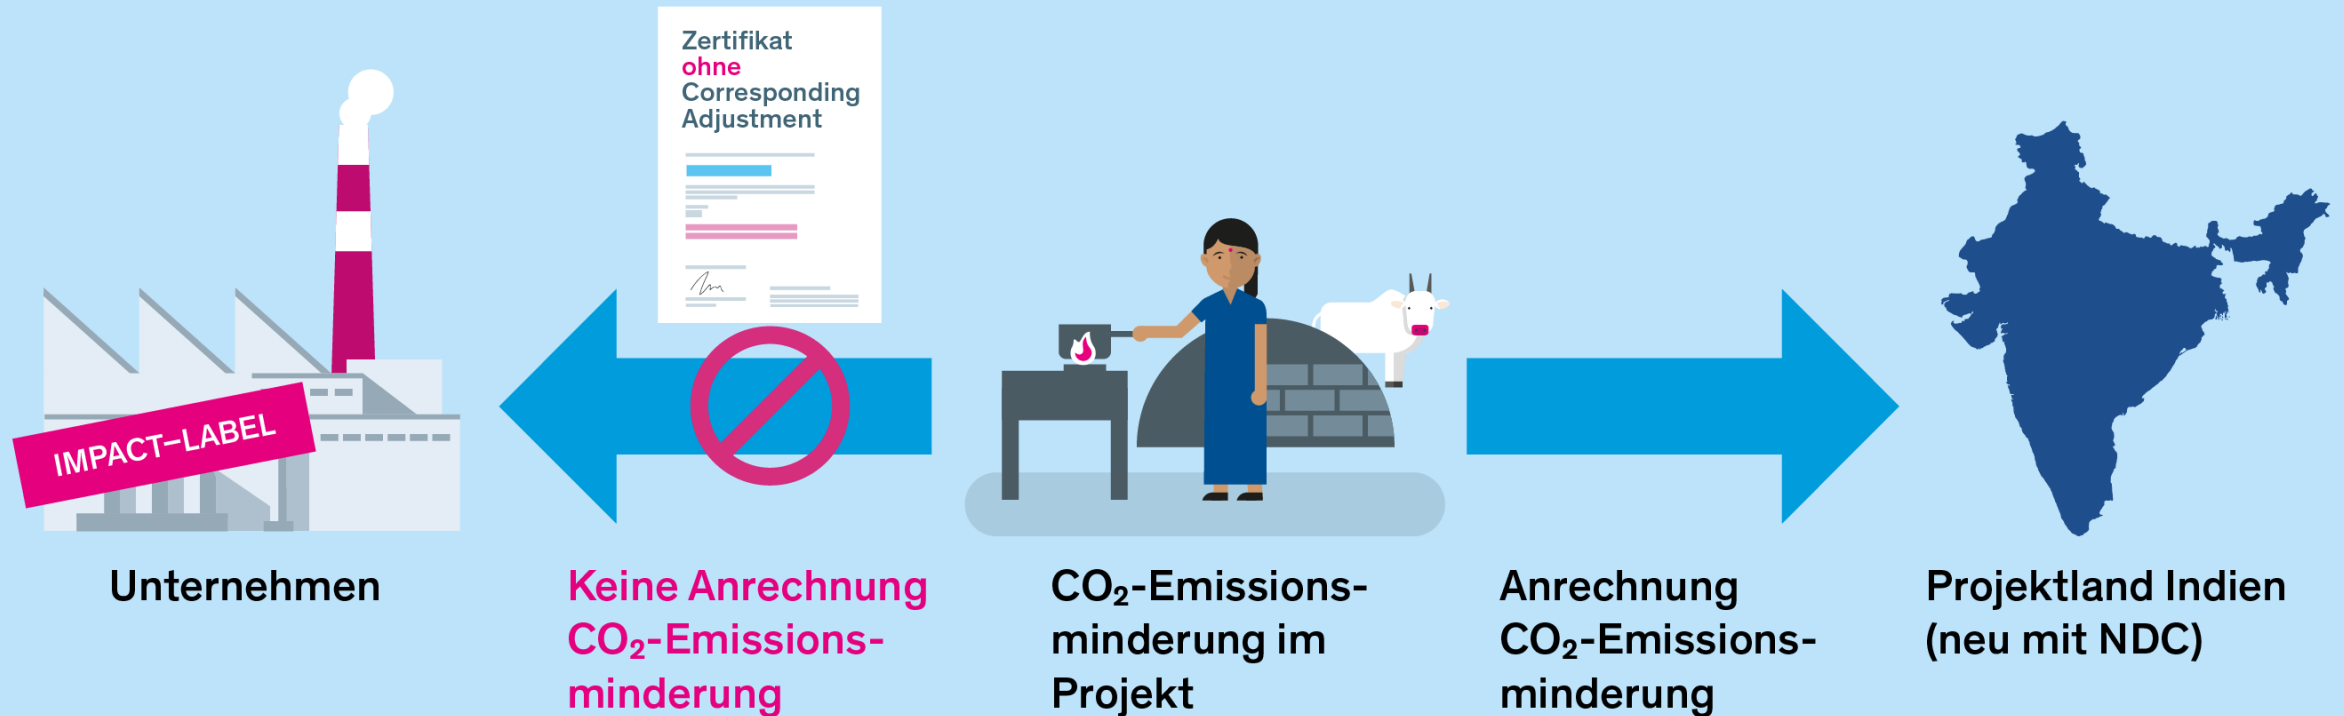 Zertifikat
ohne
Corresponding
Adjustment
IMPACT–LABEL
Unternehmen
Keine Anrechnung
CO₂-Emissions-
minderung
CO₂-Emissions-
minderung im
Projekt
Anrechnung
CO₂-Emissions-
minderung
Projektland Indien
(neu mit NDC)